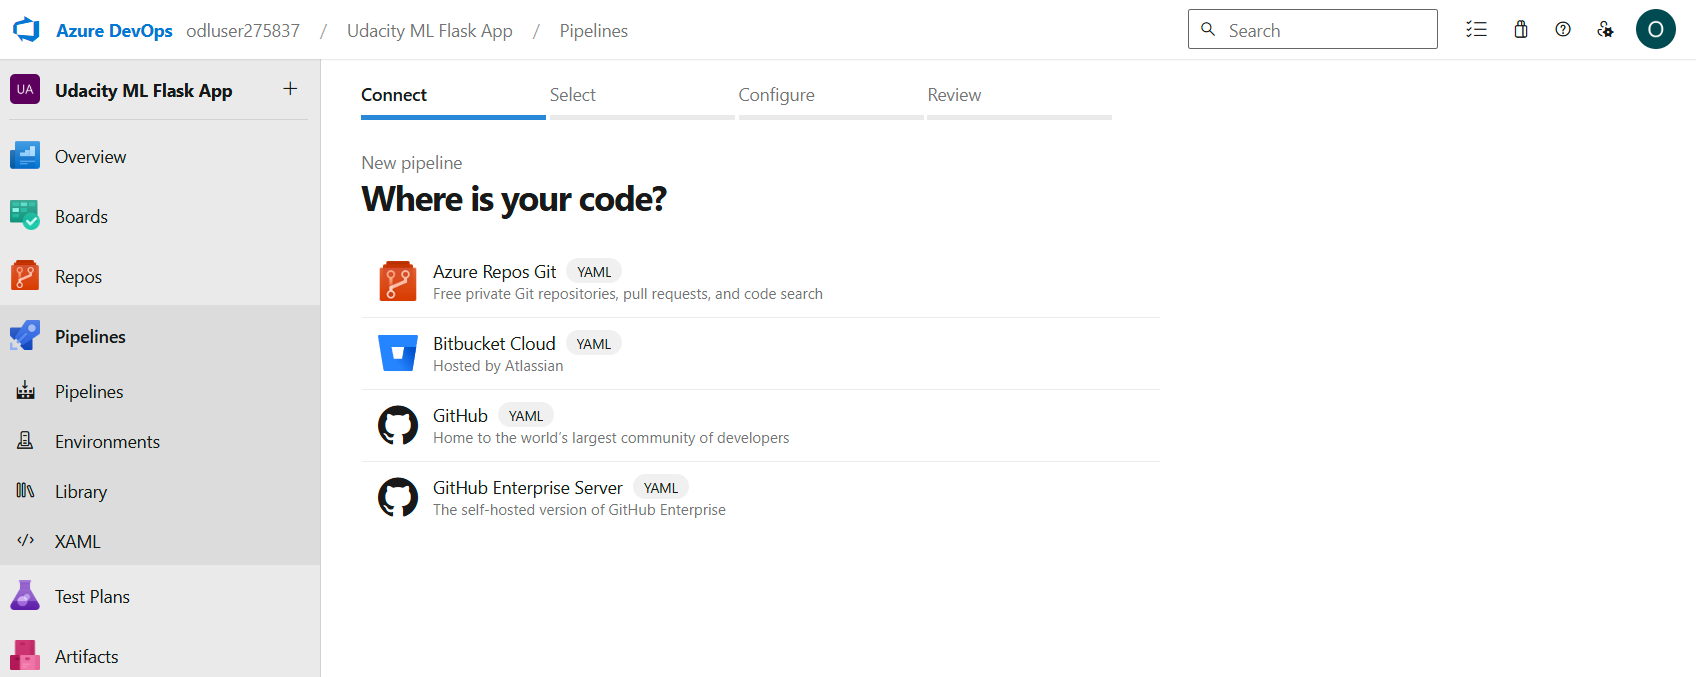 Azure DevOps odluser275837 / Udacity ML Flask App / Pipelines
Search
O
UA Udacity ML Flask App +
Overview
Boards
Repos
Pipelines
Pipelines
Environments
Library
XAML
Test Plans
Artifacts
Connect Select Configure Review
New pipeline
Where is your code?
Azure Repos Git YAML
Free private Git repositories, pull requests, and code search
Bitbucket Cloud YAML
Hosted by Atlassian
GitHub YAML
Home to the world’s largest community of developers
GitHub Enterprise Server YAML
The self-hosted version of GitHub Enterprise